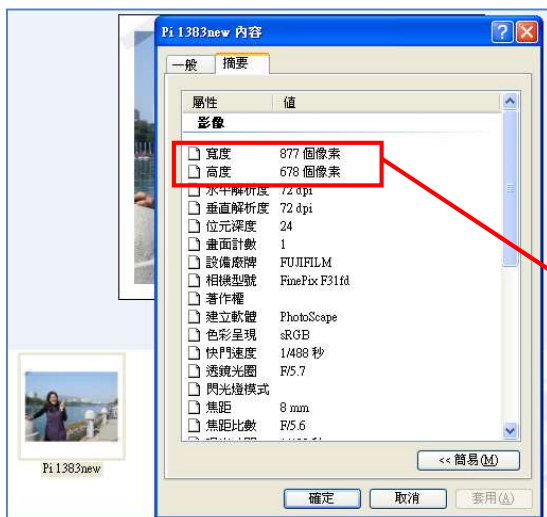 Pi 1383new 內容
一般 摘要
屬性 值
影像
寬度 877 個像素
高度 678 個像素
水平解析度 72 dpi
垂直解析度 72 dpi
位元深度 24
畫面計數 1
設備廠牌 FUJIFILM
相機型號 FinePix F31fd
著作權
建立軟體 PhotoScape
色彩呈現 sRGB
快門速度 1/488 秒
透鏡光圈 F/5.7
閃光燈模式
焦距 8 mm
焦距比數 F/5.6
<< 簡易(M)
Pi 1383new
確定 取消 套用(A)